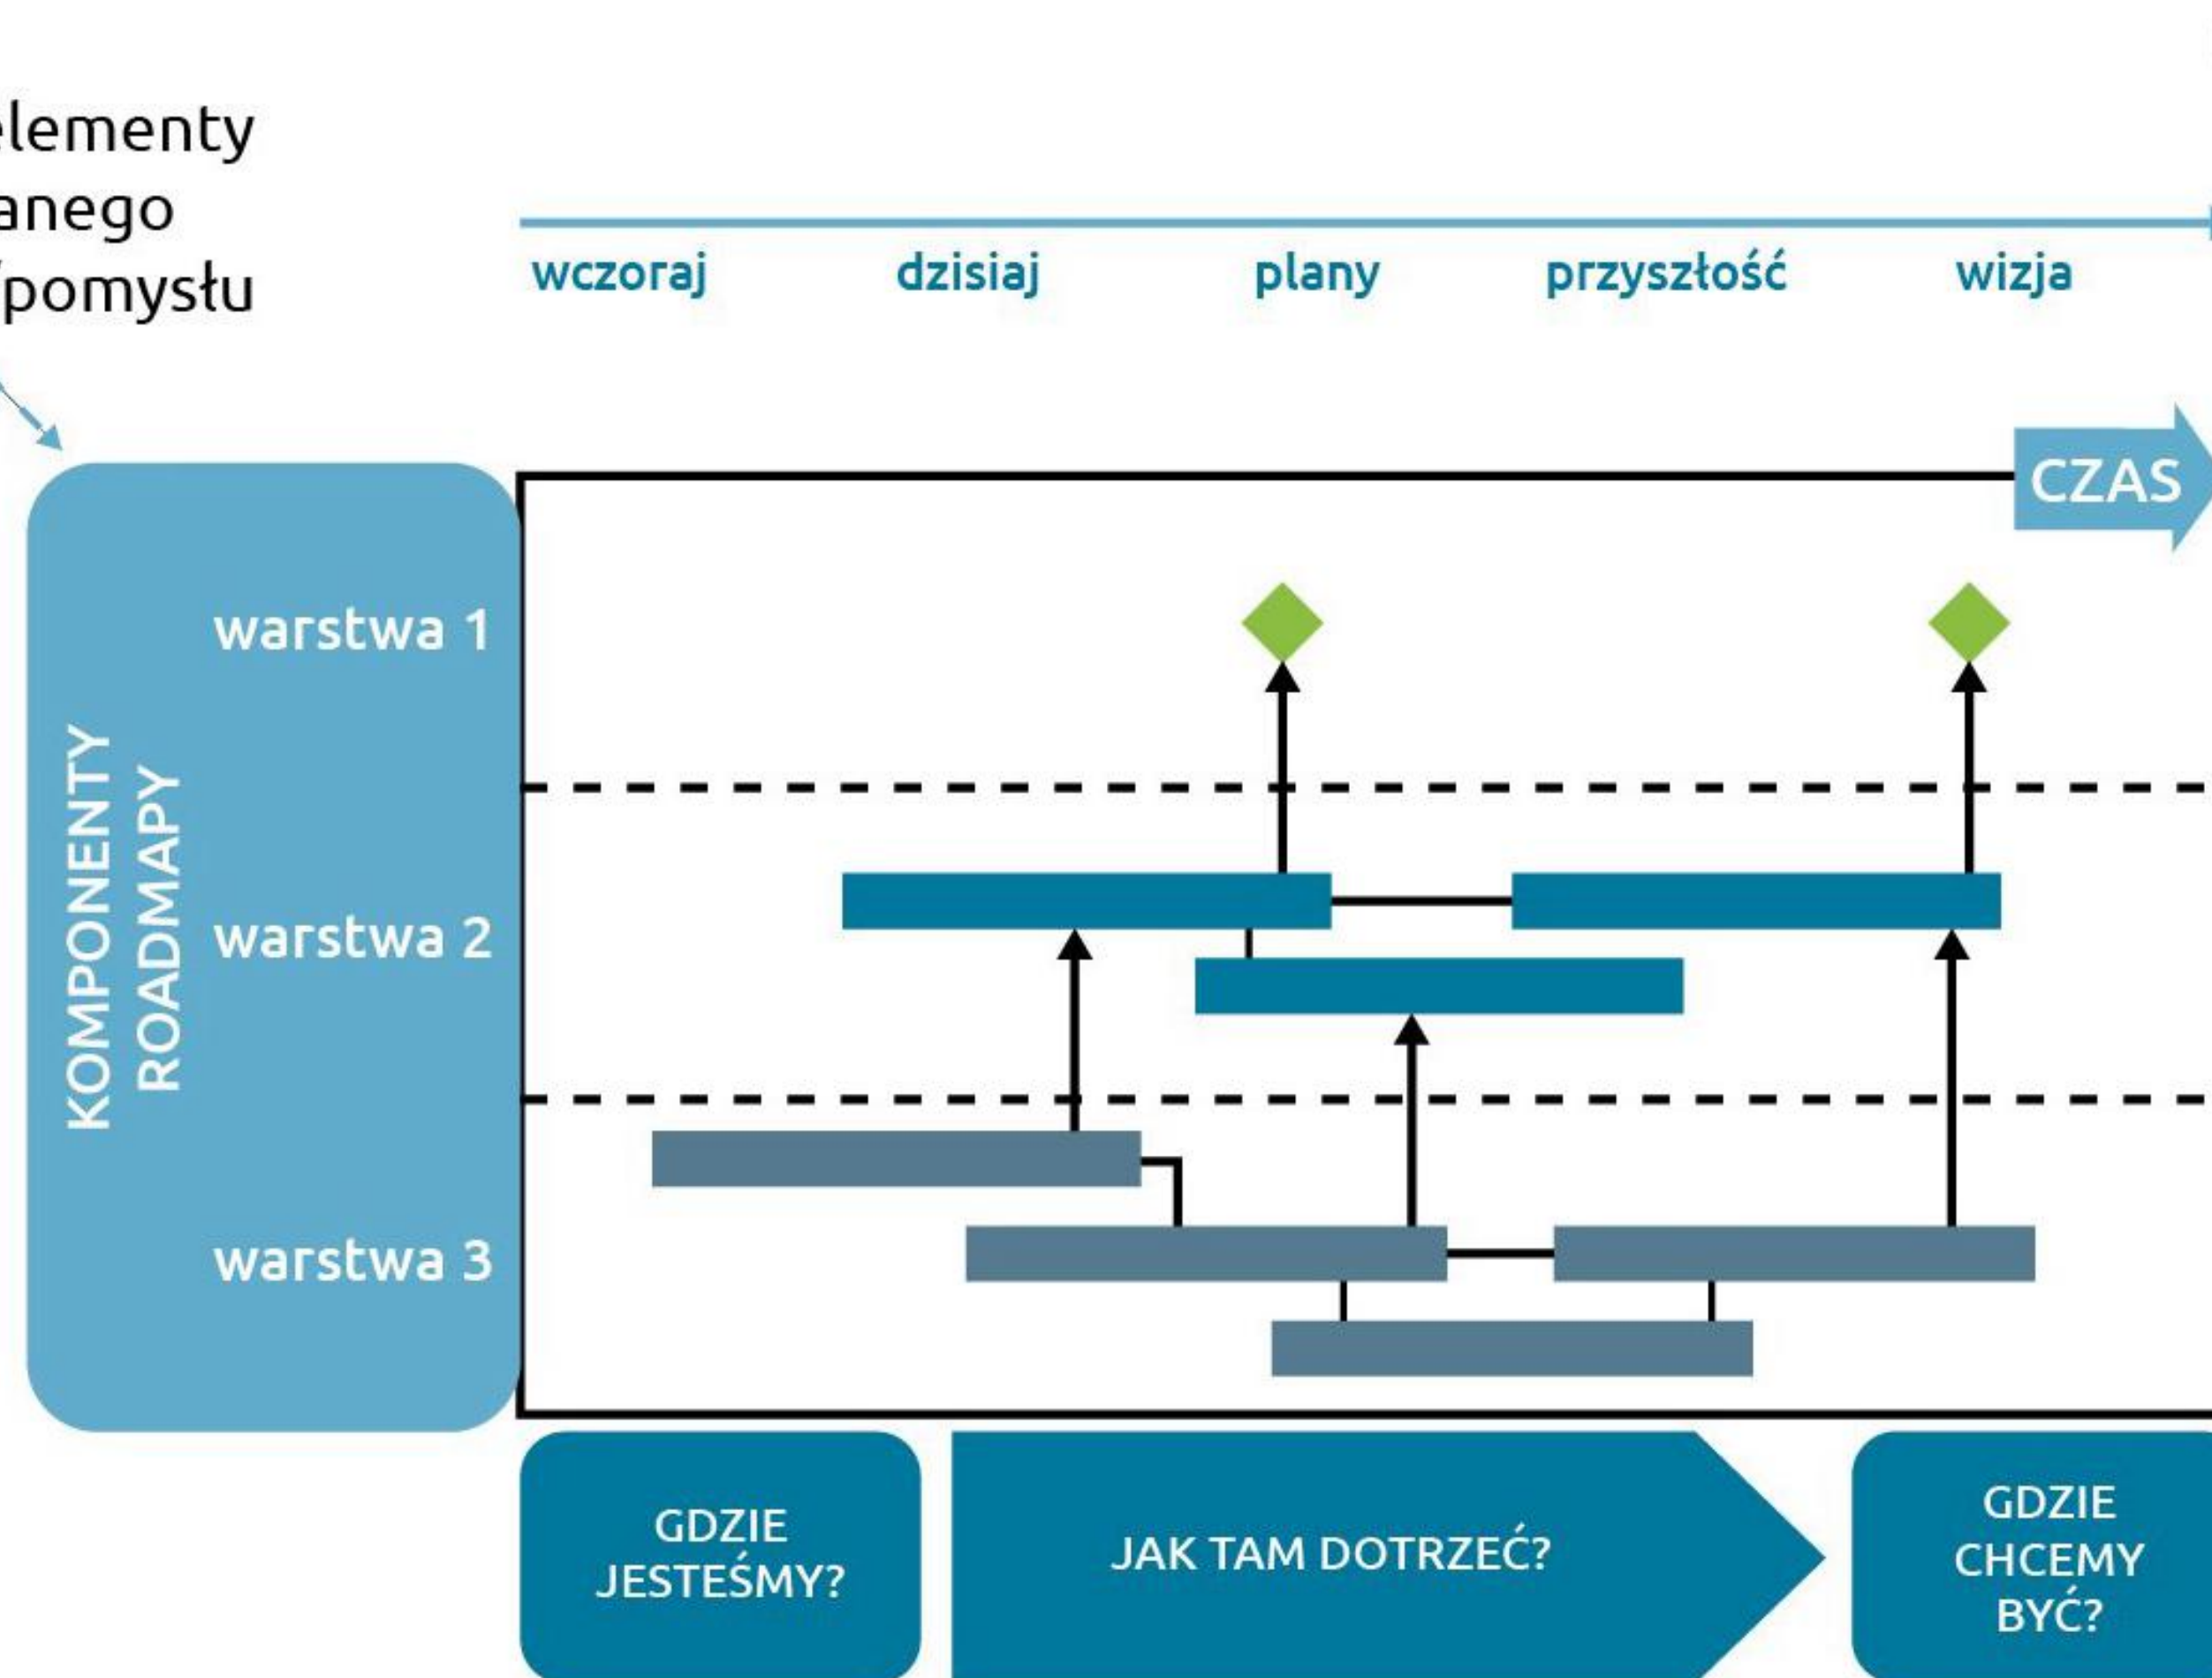 elementy
anego
/pomysłu
wczoraj dzisiaj plany przyszłość wizja
CZAS
KOMPONENTY
ROADMAPY
warstwa 1
warstwa 2
warstwa 3
GDZIE
JESTEŚMY?
JAK TAM DOTRZEĆ?
GDZIE
CHCEMY
BYĆ?